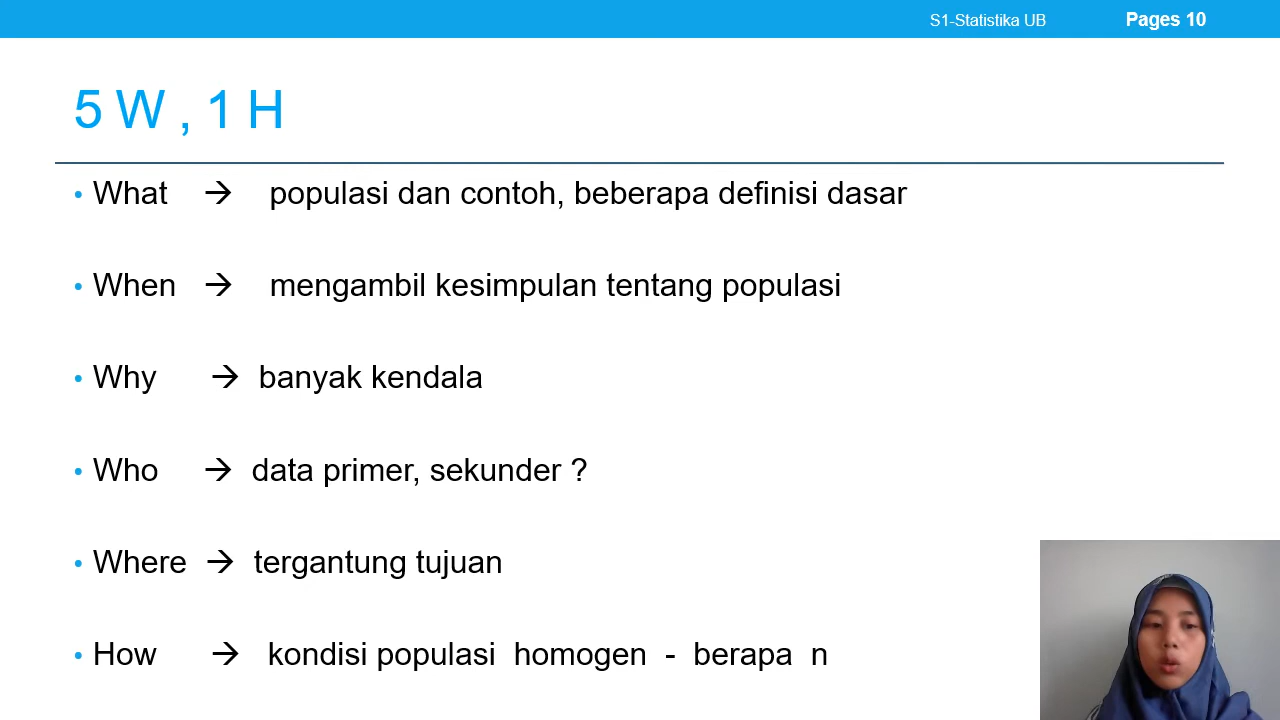 S1-Statistika UB Pages 10
5 W , 1 H
• What → populasi dan contoh, beberapa definisi dasar
• When → mengambil kesimpulan tentang populasi
• Why → banyak kendala
• Who → data primer, sekunder ?
• Where → tergantung tujuan
• How → kondisi populasi homogen - berapa n